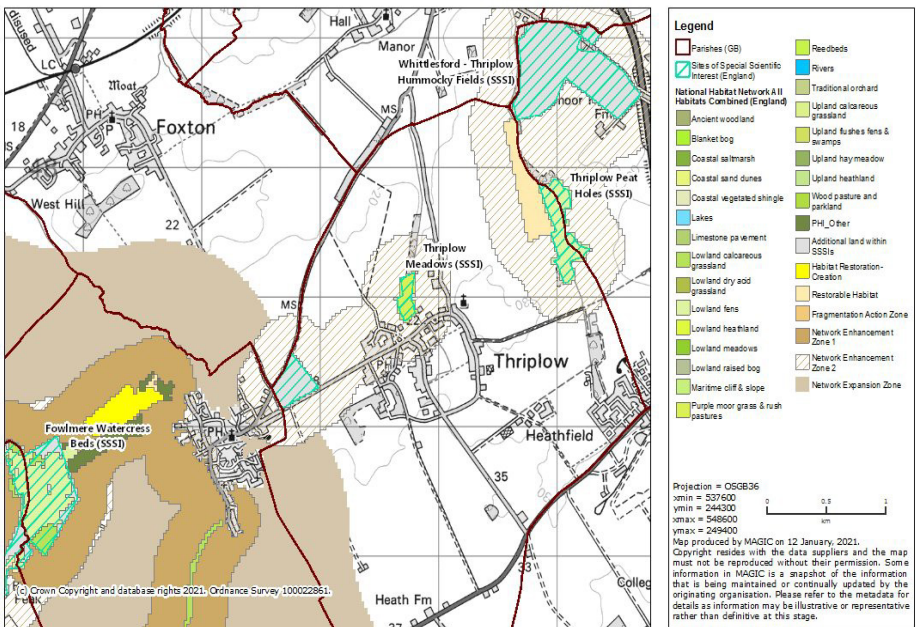 Hall
Manor
disused
LC
Moat
PH
P
Foxton
18
Whittlesford - Thriplow
Hummocky Fields (SSSI)
MS
Fm
West Hill
22
Thriplow Peat
Holes (SSSI)
Thriplow
Meadows (SSSI)
MS
22
PH
Thriplow
Fowlmere Watercress
Beds (SSSI)
PH
Heathfield
35
33
(c) Crown Copyright and database rights 2021. Ordnance Survey 100022861.
Heath Fm
Colleg
37
Legend
Parishes (GB)
Sites of Special Scientific
Interest (England)
National Habitat Network All
Habitats Combined (England)
Ancient woodland
Blanket bog
Coastal saltmarsh
Coastal sand dunes
Coastal vegetated shingle
Lakes
Limestone pavement
Lowland calcareous
grassland
Lowland dry acid
grassland
Lowland fens
Lowland heathland
Lowland meadows
Lowland raised bog
Maritime cliff & slope
Purple moor grass & rush
pastures
Reedbeds
Rivers
Traditional orchard
Upland calcareous
grassland
Upland flushes fens &
swamps
Upland hay meadow
Upland heathland
Wood pasture and
parkland
PHI_Other
Additional land within
SSSIs
Habitat Restoration-
Creation
Restorable Habitat
Fragmentation Action Zone
Network Enhancement
Zone 1
Network Enhancement
Zone 2
Network Expansion Zone
Projection = OSGB36
xmin = 537600
ymin = 244300
xmax = 548600
ymax = 249400
0 0.5 1
km
Map produced by MAGIC on 12 January, 2021.
Copyright resides with the data suppliers and the map
must not be reproduced without their permission. Some
information in MAGIC is a snapshot of the information
that is being maintained or continually updated by the
originating organisation. Please refer to the metadata for
details as information may be illustrative or representative
rather than definitive at this stage.